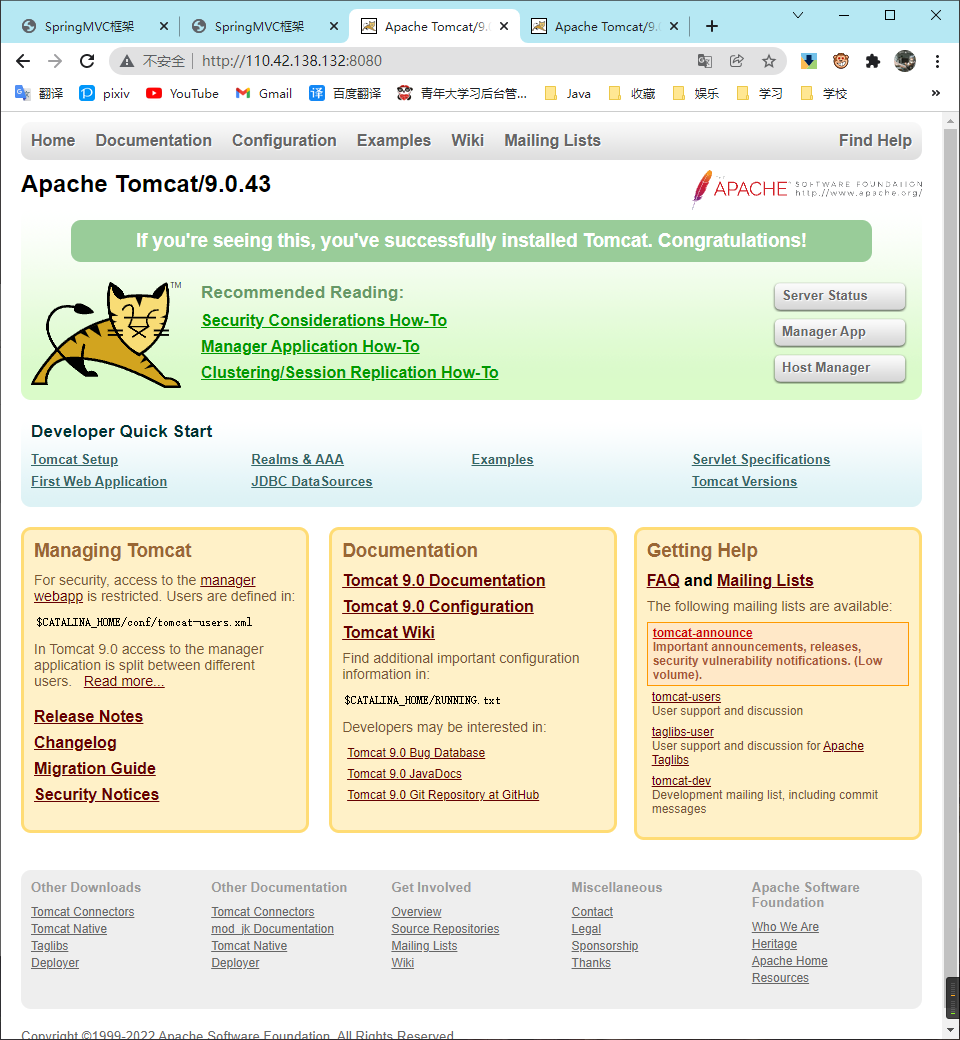 SpringMVC框架
SpringMVC框架
Apache Tomcat/9.0
Apache Tomcat/9.0
不安全 | http://110.42.138.132:8080
翻译 pixiv YouTube Gmail 译 百度翻译 青年大学习后台管... Java 收藏 娱乐 学习 学校 »
Home Documentation Configuration Examples Wiki Mailing Lists Find Help
Apache Tomcat/9.0.43
APACHE SOFTWARE FOUNDATION
http://www.apache.org/
If you're seeing this, you've successfully installed Tomcat. Congratulations!
TM
Recommended Reading:
Security Considerations How-To
Manager Application How-To
Clustering/Session Replication How-To
Server Status
Manager App
Host Manager
Developer Quick Start
Tomcat Setup Realms & AAA Examples Servlet Specifications
First Web Application JDBC DataSources Tomcat Versions
Managing Tomcat
For security, access to the manager
webapp is restricted. Users are defined in:
$CATALINA_HOME/conf/tomcat-users.xml
In Tomcat 9.0 access to the manager
application is split between different
users. Read more...
Release Notes
Changelog
Migration Guide
Security Notices
Documentation
Tomcat 9.0 Documentation
Tomcat 9.0 Configuration
Tomcat Wiki
Find additional important configuration
information in:
$CATALINA_HOME/RUNNING.txt
Developers may be interested in:
Tomcat 9.0 Bug Database
Tomcat 9.0 JavaDocs
Tomcat 9.0 Git Repository at GitHub
Getting Help
FAQ and Mailing Lists
The following mailing lists are available:
tomcat-announce
Important announcements, releases,
security vulnerability notifications. (Low
volume).
tomcat-users
User support and discussion
taglibs-user
User support and discussion for Apache
Taglibs
tomcat-dev
Development mailing list, including commit
messages
Other Downloads
Tomcat Connectors
Tomcat Native
Taglibs
Deployer
Other Documentation
Tomcat Connectors
mod_jk Documentation
Tomcat Native
Deployer
Get Involved
Overview
Source Repositories
Mailing Lists
Wiki
Miscellaneous
Contact
Legal
Sponsorship
Thanks
Apache Software
Foundation
Who We Are
Heritage
Apache Home
Resources
Copyright ©1999-2022 Apache Software Foundation. All Rights Reserved